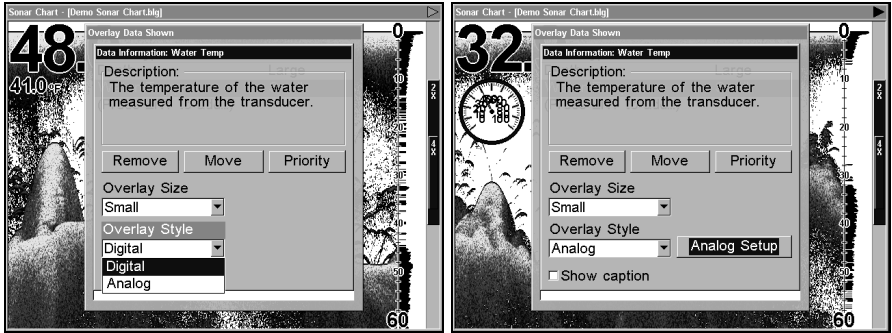 Sonar Chart - [Demo Sonar Chart.blg]
48.
41.0°F
Overlay Data Shown
Data Information: Water Temp
Description:
The temperature of the water
measured from the transducer.
Remove
Move
Priority
Overlay Size
Small
Overlay Style
Digital
Digital
Analog
0
10
20
30
40
50
60
2X
4X
Sonar Chart - [Demo Sonar Chart.blg]
32.
Overlay Data Shown
Data Information: Water Temp
Description:
Large
The temperature of the water
measured from the transducer.
Remove
Move
Priority
Overlay Size
Small
Overlay Style
Analog
Analog Setup
Show caption
0
10
20
30
40
50
60
2X
4X